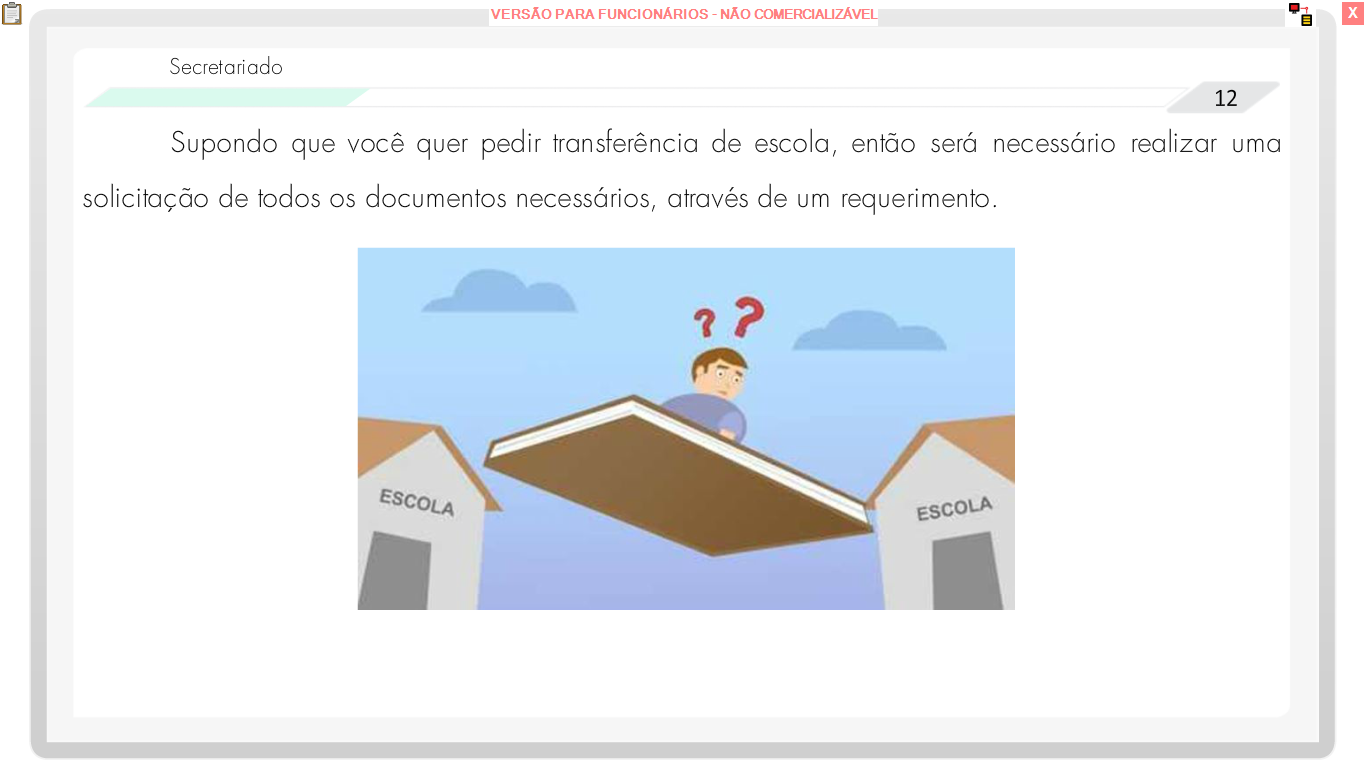 VERSÃO PARA FUNCIONÁRIOS - NÃO COMERCIALIZÁVEL
X
Secretariado
12
Supondo que você quer pedir transferência de escola, então será necessário realizar uma
solicitação de todos os documentos necessários, através de um requerimento.
? ?
ESCOLA
ESCOLA